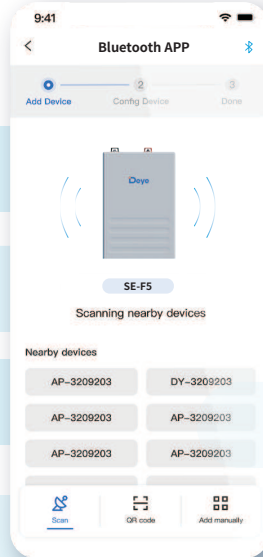 9:41
Bluetooth APP
2 3
Add Device Config Device Done
Deye
SE-F5
Scanning nearby devices
Nearby devices
AP-3209203 DY-3209203
AP-3209203 AP-3209203
AP-3209203 AP-3209203
Scan QR code Add manually